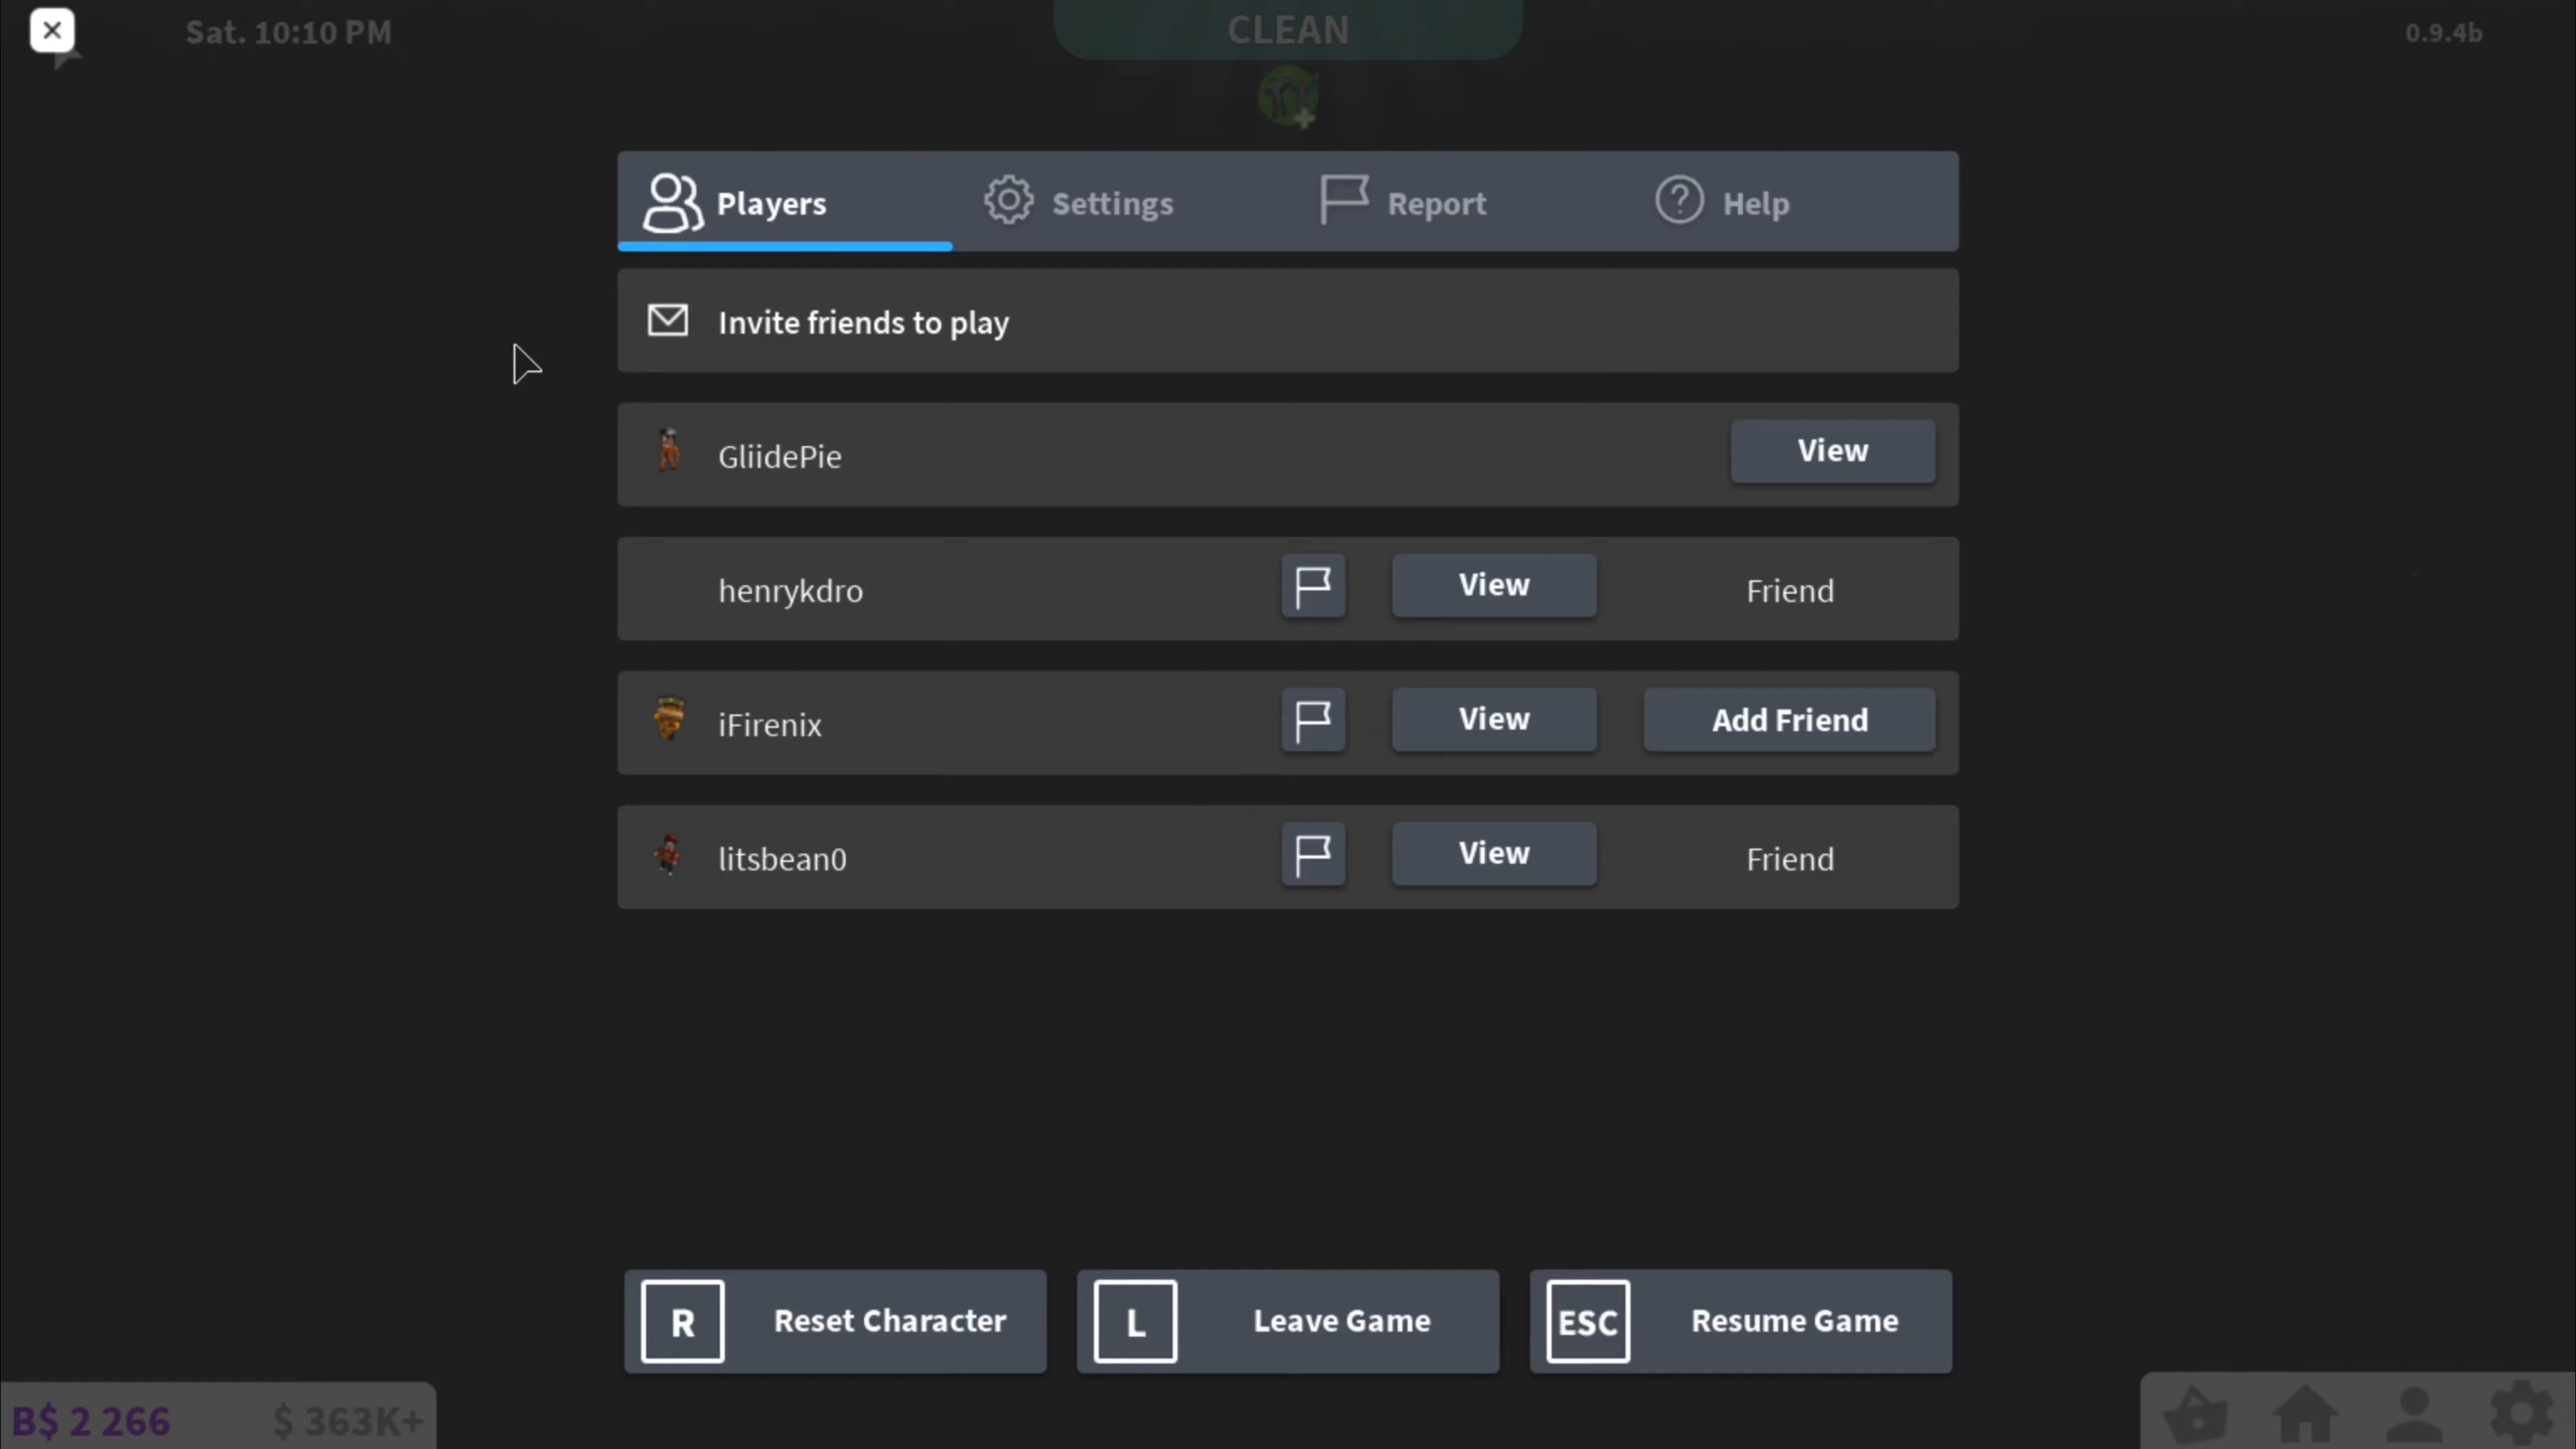 Sat. 10:10 PM
CLEAN
0.9.4b
Players
Settings
Report
Help
Invite friends to play
GliidePie
View
henrykdro
View
Friend
iFirenix
View
Add Friend
litsbean0
View
Friend
R
Reset Character
L
Leave Game
ESC
Resume Game
B$ 2 266
$ 363K+